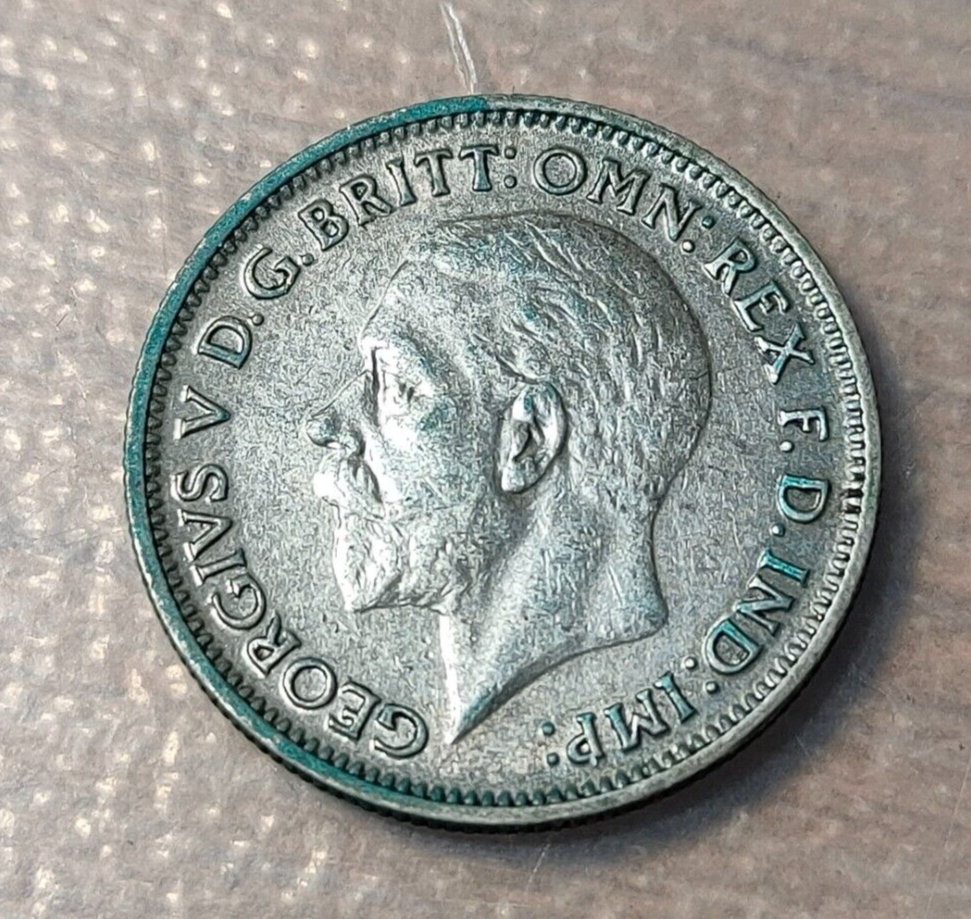 GEORGIVS V D. G. BRITT: OMN: REX F. D. IND: IMP: